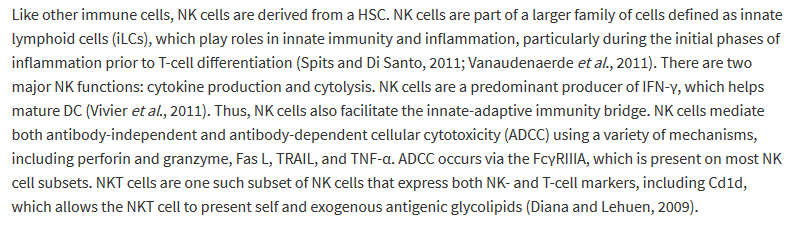 Like other immune cells, NK cells are derived from a HSC. NK cells are part of a larger family of cells defined as innate
lymphoid cells (iLCs), which play roles in innate immunity and inflammation, particularly during the initial phases of
inflammation prior to T-cell differentiation (Spits and Di Santo, 2011; Vanaudenaerde et al., 2011). There are two
major NK functions: cytokine production and cytolysis. NK cells are a predominant producer of IFN-γ, which helps
mature DC (Vivier et al., 2011). Thus, NK cells also facilitate the innate-adaptive immunity bridge. NK cells mediate
both antibody-independent and antibody-dependent cellular cytotoxicity (ADCC) using a variety of mechanisms,
including perforin and granzyme, Fas L, TRAIL, and TNF-α. ADCC occurs via the FcγRIIIA, which is present on most NK
cell subsets. NKT cells are one such subset of NK cells that express both NK- and T-cell markers, including Cd1d,
which allows the NKT cell to present self and exogenous antigenic glycolipids (Diana and Lehuen, 2009).